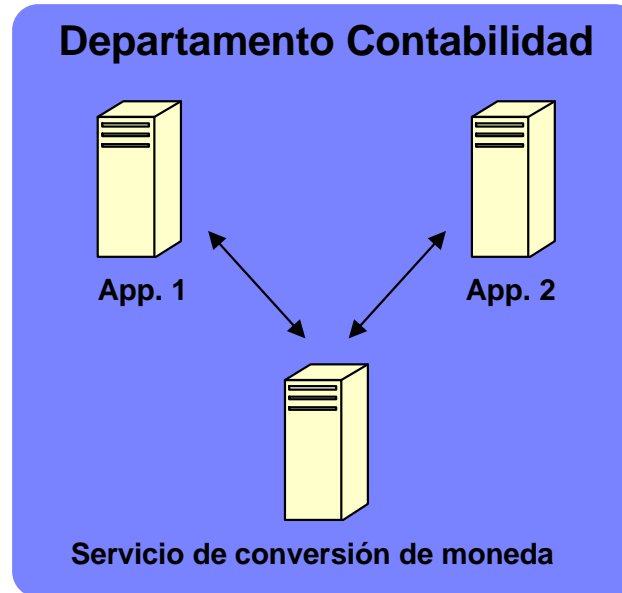 Departamento Contabilidad
App. 1
App. 2
Servicio de conversión de moneda